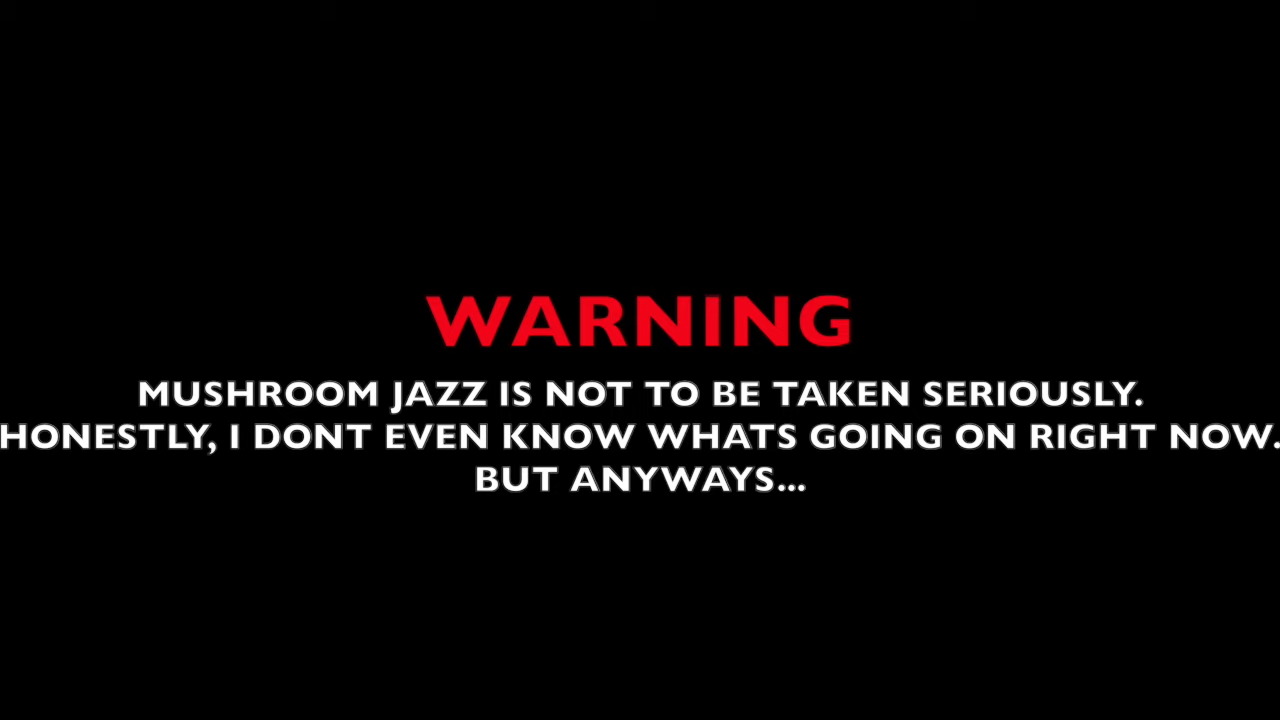 WARNING
MUSHROOM JAZZ IS NOT TO BE TAKEN SERIOUSLY.
HONESTLY, I DONT EVEN KNOW WHATS GOING ON RIGHT NOW.
BUT ANYWAYS...